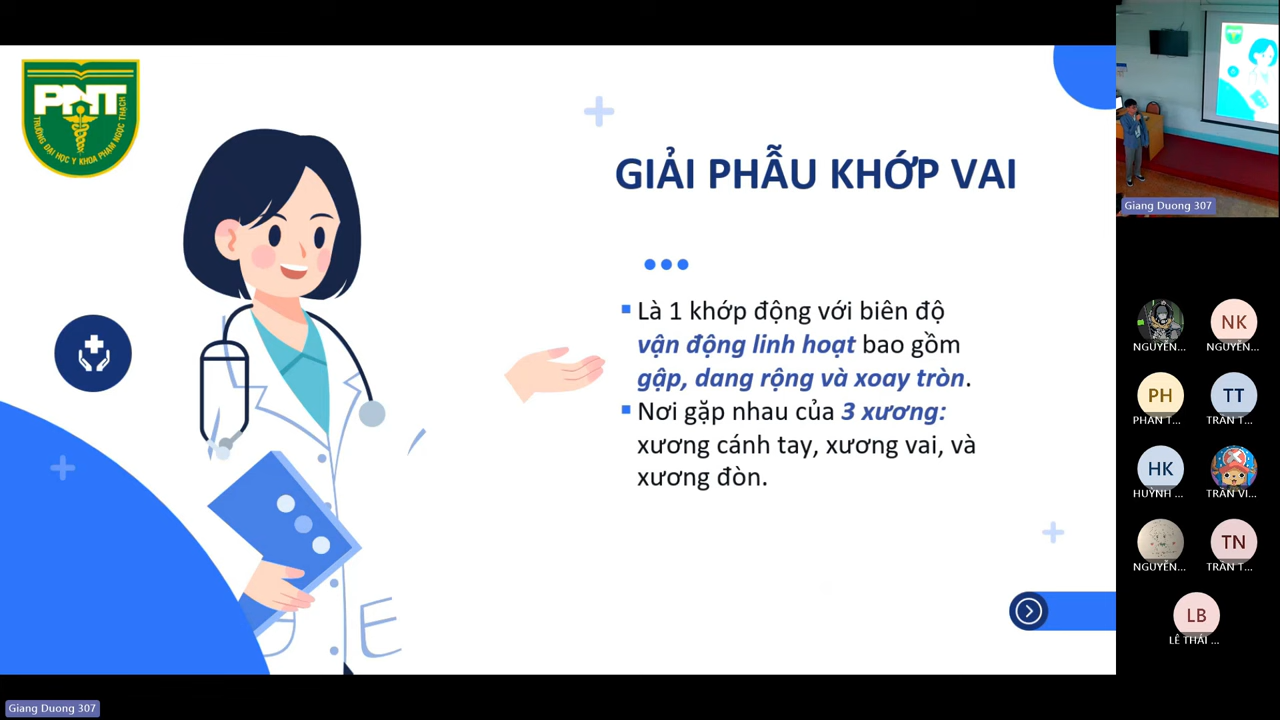 PNT
TRƯỜNG ĐẠI HỌC Y KHOA PHẠM NGỌC THẠCH
GIẢI PHẪU KHỚP VAI
Là 1 khớp động với biên độ
vận động linh hoạt bao gồm
gập, dang rộng và xoay tròn.
Nơi gặp nhau của 3 xương:
xương cánh tay, xương vai, và
xương đòn.
Giang Duong 307
Giang Duong 307
NGUYỄN...
NK
NGUYỄN...
PH
PHAN T...
TT
TRẦN T...
HK
HUỲNH ...
TRẦN VI...
NGUYỄN...
TN
TRẦN T...
LB
LÊ THÁI ...